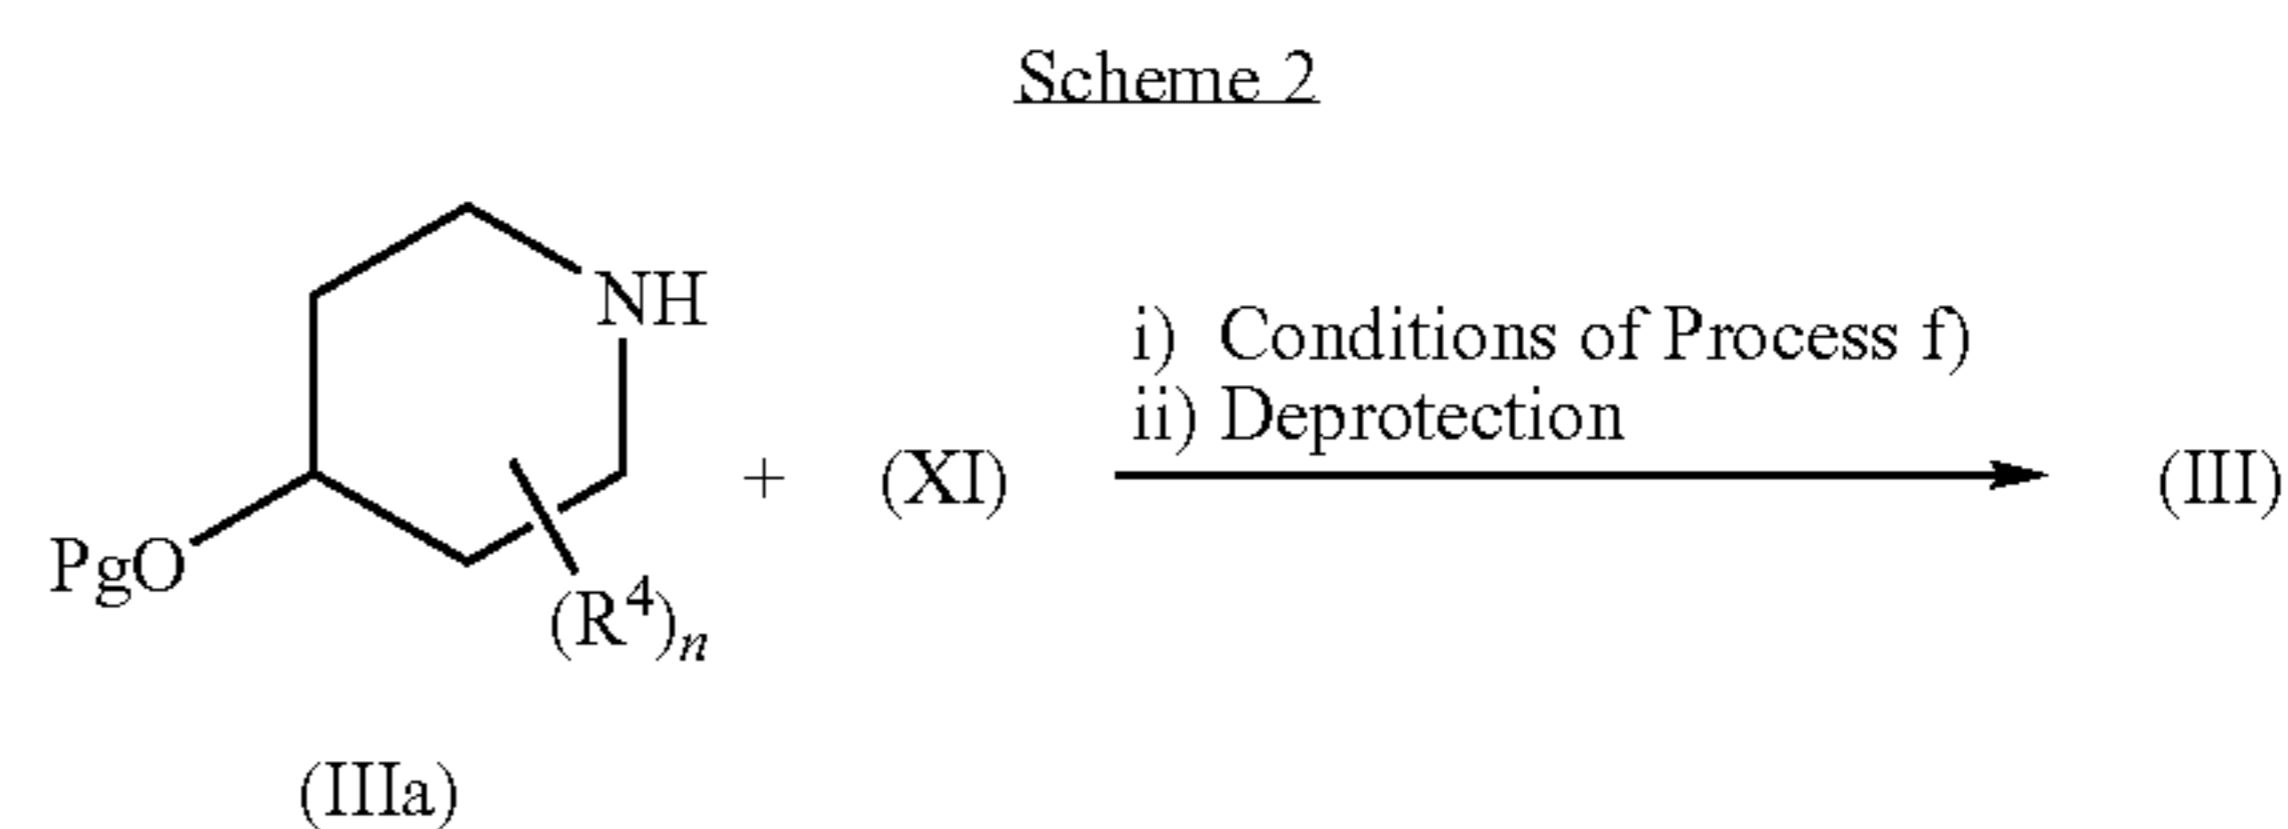 Scheme 2
NH
i) Conditions of Process f)
ii) Deprotection
PgO
+ (XI)
(III)
(R⁴)ₙ
(IIIa)